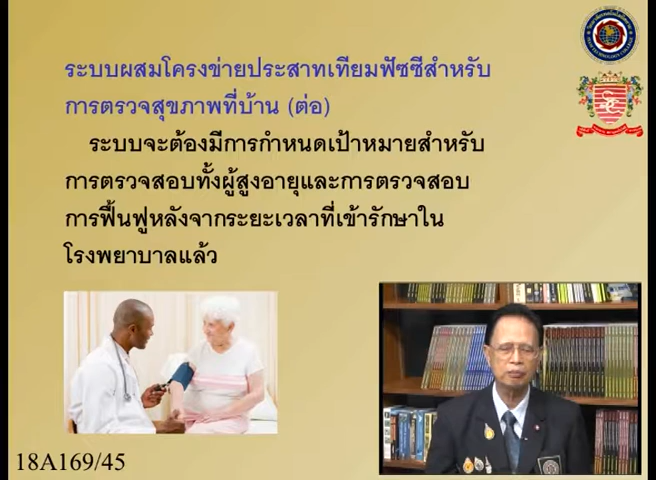 ระบบผสมโครงข่ายประสาทเทียมฟัซซีสำหรับ
การตรวจสุขภาพที่บ้าน (ต่อ)
ระบบจะต้องมีการกำหนดเป้าหมายสำหรับ
การตรวจสอบทั้งผู้สูงอายุและการตรวจสอบ
การฟื้นฟูหลังจากระยะเวลาที่เข้ารักษาใน
โรงพยาบาลแล้ว
18A169/45